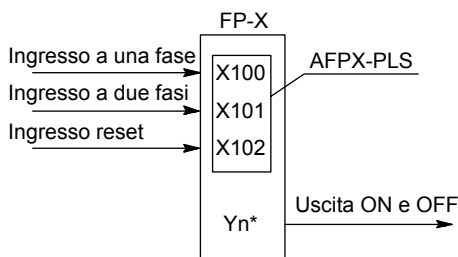 FP-X
Ingresso a una fase
X100
AFPX-PLS
Ingresso a due fasi
X101
Ingresso reset
X102
Uscita ON e OFF
Yn*